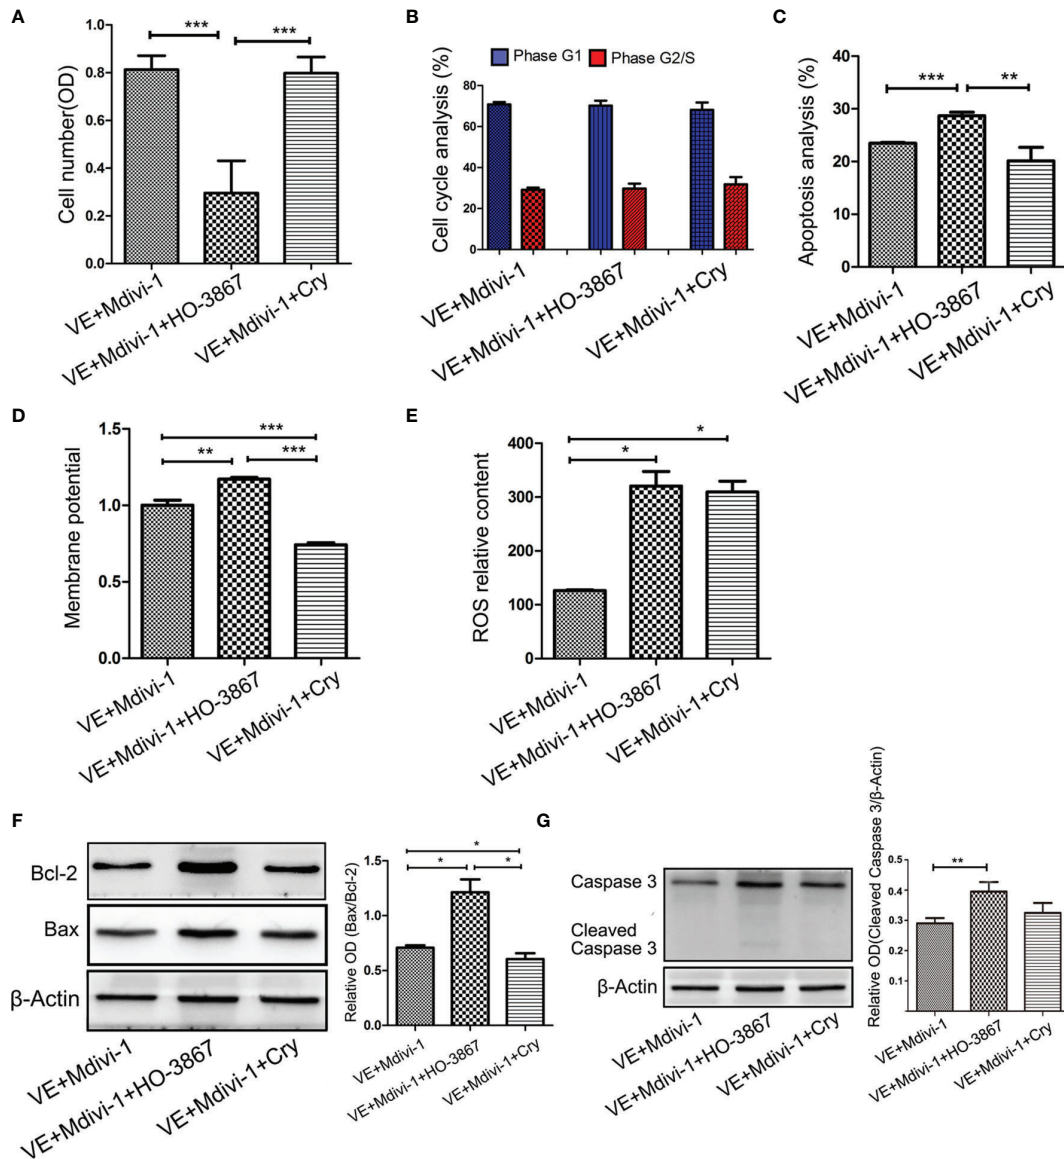 A
Cell number(OD)
1.0
0.8
0.6
0.4
0.2
0.0
***
***
VE+Mdivi-1
VE+Mdivi-1+HO-3867
VE+Mdivi-1+Cry
B
Cell cycle analysis (%)
Phase G1
Phase G2/S
80
60
40
20
0
VE+Mdivi-1
VE+Mdivi-1+HO-3867
VE+Mdivi-1+Cry
C
Apoptosis analysis (%)
40
30
20
10
0
***
**
VE+Mdivi-1
VE+Mdivi-1+HO-3867
VE+Mdivi-1+Cry
D
Membrane potential
1.5
1.0
0.5
0.0
***
**
***
VE+Mdivi-1
VE+Mdivi-1+HO-3867
VE+Mdivi-1+Cry
E
ROS relative content
400
300
200
100
0
*
*
VE+Mdivi-1
VE+Mdivi-1+HO-3867
VE+Mdivi-1+Cry
F
Bcl-2
Bax
β-Actin
VE+Mdivi-1
VE+Mdivi-1+HO-3867
VE+Mdivi-1+Cry
Relative OD (Bax/Bcl-2)
1.5
1.0
0.5
0.0
*
*
*
VE+Mdivi-1
VE+Mdivi-1+HO-3867
VE+Mdivi-1+Cry
G
Caspase 3
Cleaved
Caspase 3
β-Actin
VE+Mdivi-1
VE+Mdivi-1+HO-3867
VE+Mdivi-1+Cry
Relative OD(Cleaved Caspase 3/β-Actin)
0.5
0.4
0.3
0.2
0.1
**
VE+Mdivi-1
VE+Mdivi-1+HO-3867
VE+Mdivi-1+Cry